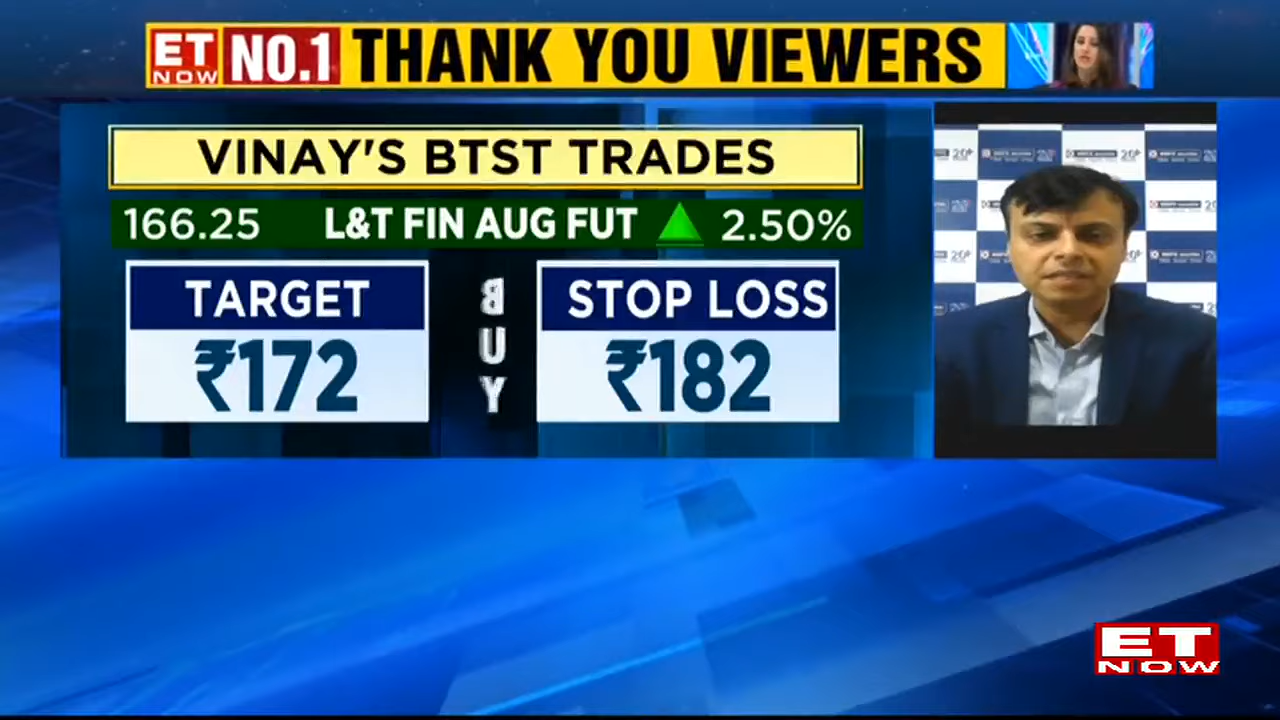 ET NOW NO.1 THANK YOU VIEWERS
VINAY'S BTST TRADES
166.25 L&T FIN AUG FUT 2.50%
TARGET
₹172
BUY
STOP LOSS
₹182
ET NOW